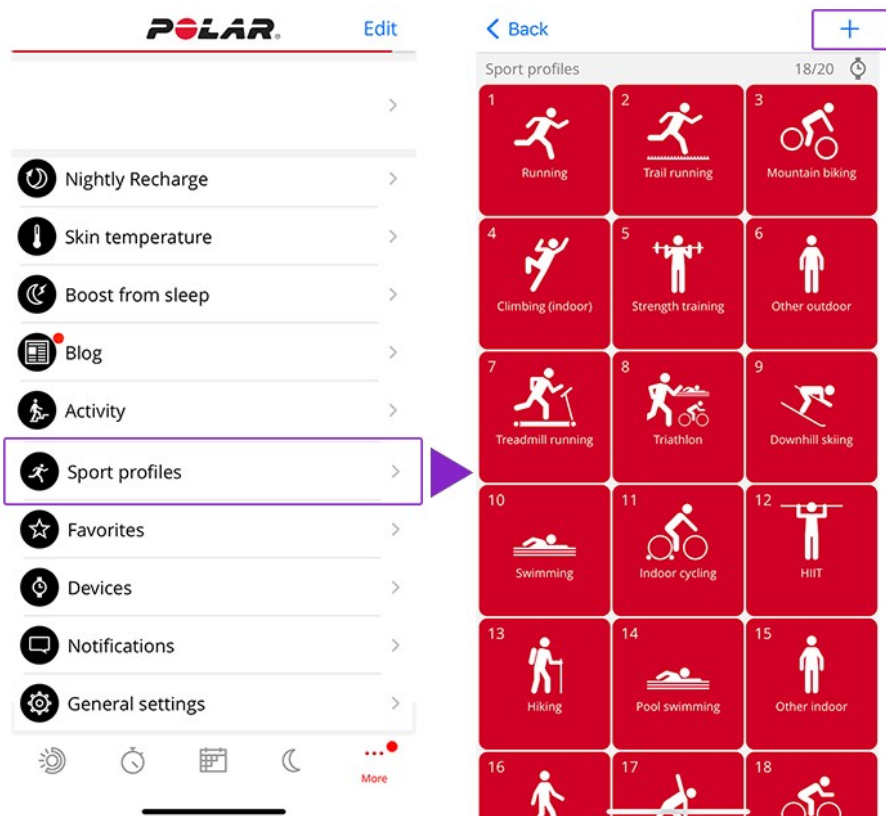 POLAR.
Edit
Nightly Recharge
Skin temperature
Boost from sleep
Blog
Activity
Sport profiles
Favorites
Devices
Notifications
General settings
More
Back
+
Sport profiles 18/20
1 2 3
Running Trail running Mountain biking
4 5 6
Climbing (indoor) Strength training Other outdoor
7 8 9
Treadmill running Triathlon Downhill skiing
10 11 12
Swimming Indoor cycling HIIT
13 14 15
Hiking Pool swimming Other indoor
16 17 18